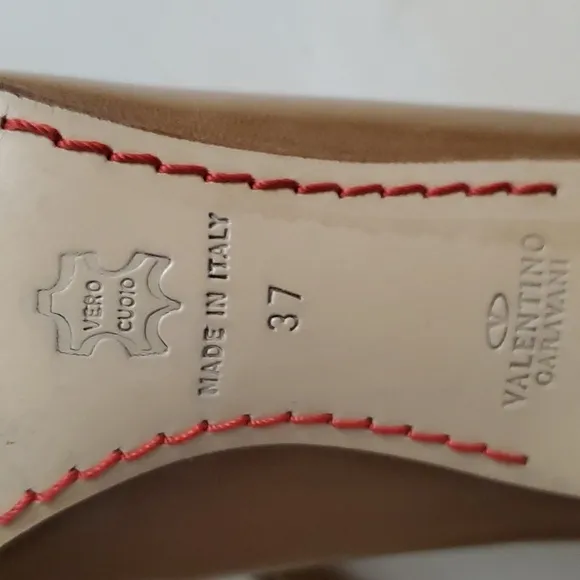 VERO
CUOIO
MADE IN ITALY
37
V
VALENTINO
GARAVANI